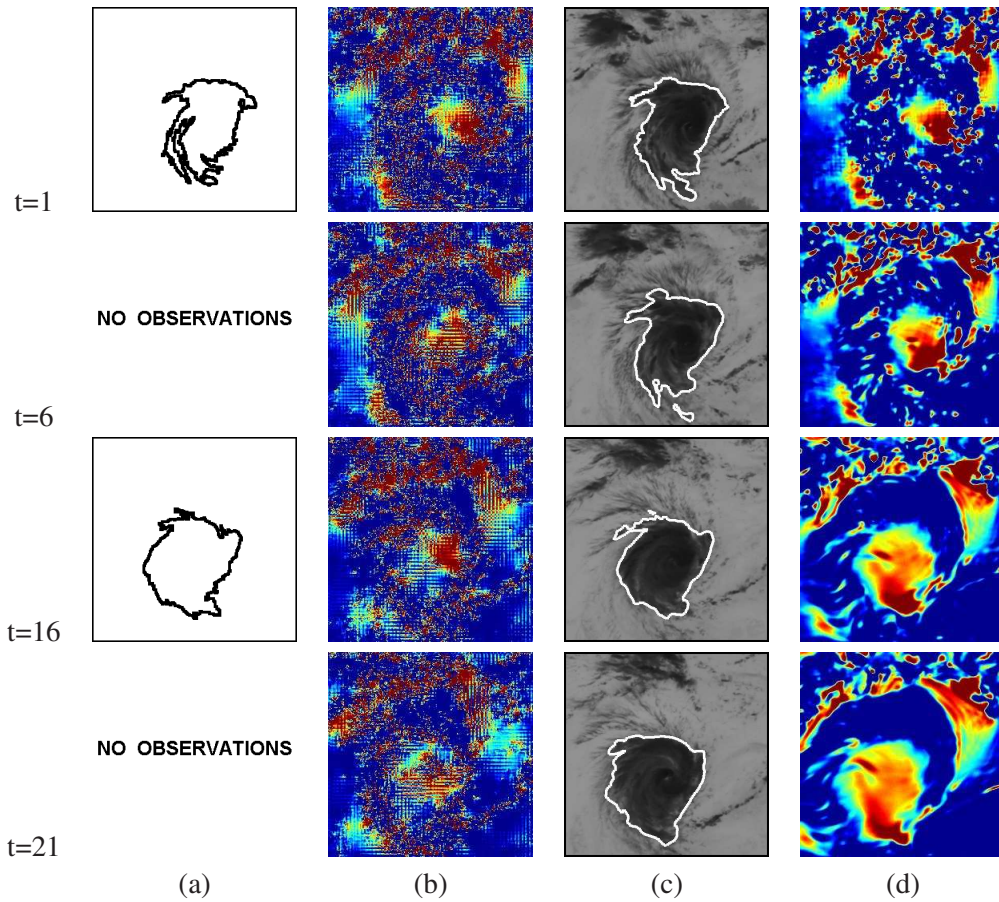 t=1
NO OBSERVATIONS
t=6
t=16
NO OBSERVATIONS
t=21
(a) (b) (c) (d)